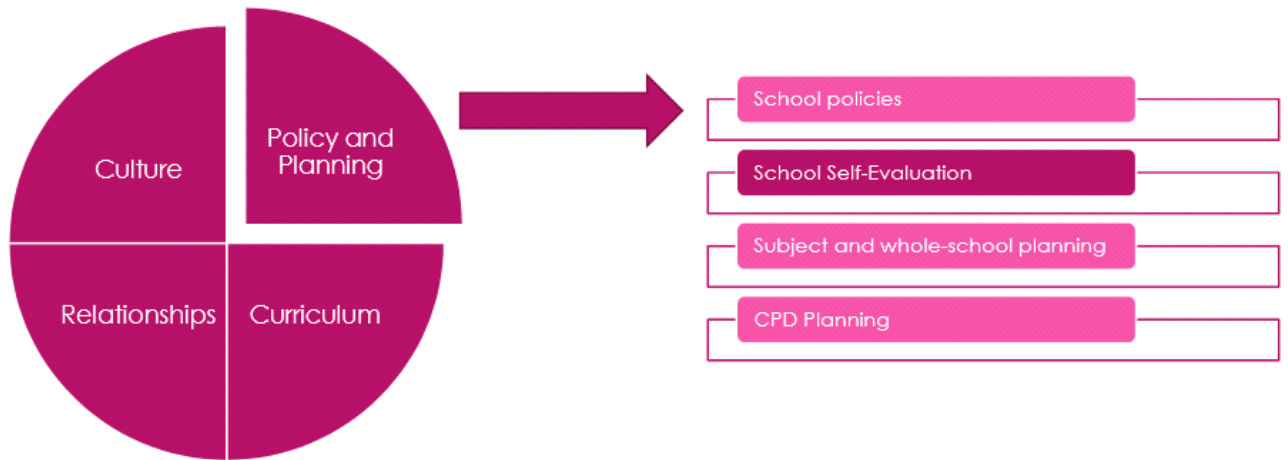 Culture
Policy and
Planning
Relationships
Curriculum
School policies
School Self-Evaluation
Subject and whole-school planning
CPD Planning